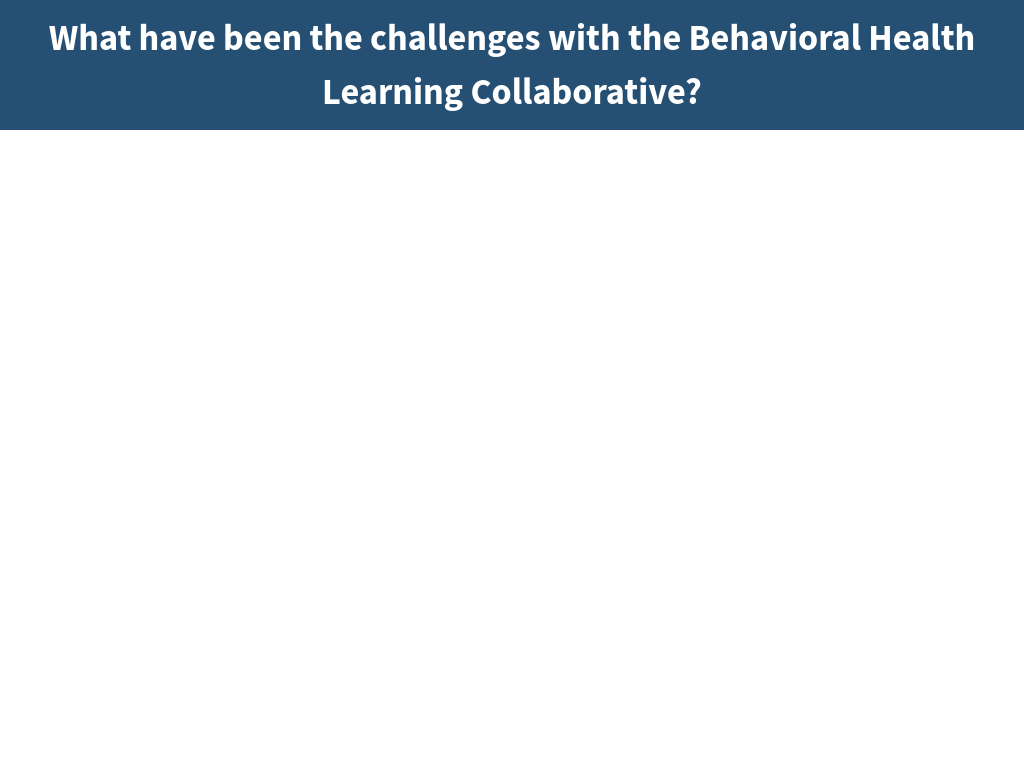 What have been the challenges with the Behavioral Health
Learning Collaborative?